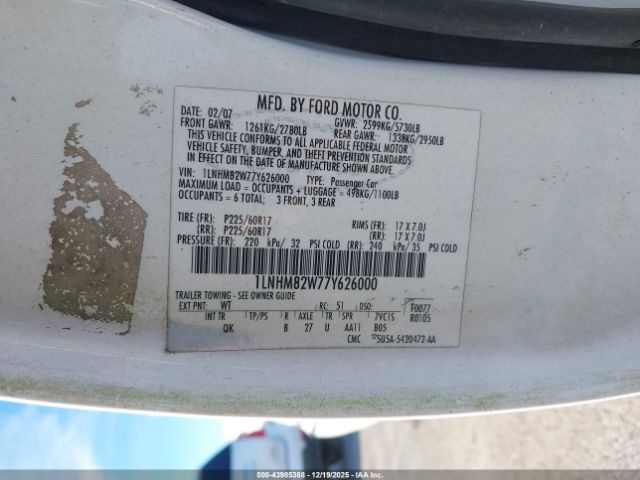 MFD. BY FORD MOTOR CO.
DATE: 02/07
GVWR: 2599KG/5730LB
FRONT GAWR: 1261KG/2780LB
REAR GAWR: 1338KG/2950LB
THIS VEHICLE CONFORMS TO ALL APPLICABLE FEDERAL MOTOR
VEHICLE SAFETY, BUMPER, AND THEFT PREVENTION STANDARDS
IN EFFECT ON THE DATE OF MANUFACTURE SHOWN ABOVE.
VIN: 1LNHM82W77Y626000 TYPE: Passenger Car
MAXIMUM LOAD = OCCUPANTS + LUGGAGE = 498KG/1100LB
OCCUPANTS = 6 TOTAL: 3 FRONT, 3 REAR
TIRE (FR): P225/60R17 RIMS (FR): 17 X 7.0J
(RR): P225/60R17 (RR): 17 X 7.0J
PRESSURE (FR): 220 kPa/ 32 PSI COLD (RR): 240 kPa/ 35 PSI COLD
1LNHM82W77Y626000
TRAILER TOWING - SEE OWNER GUIDE
EXT PNT: WT RC: 51 DSO: F0077
INT TR TP/PS R AXLE TR SPR 7VC15 R0105
QK B 27 U AA11 B05
CMC 5U5A-5420472-AA
000-43985388 - 12/19/2025 - IAAI.COM